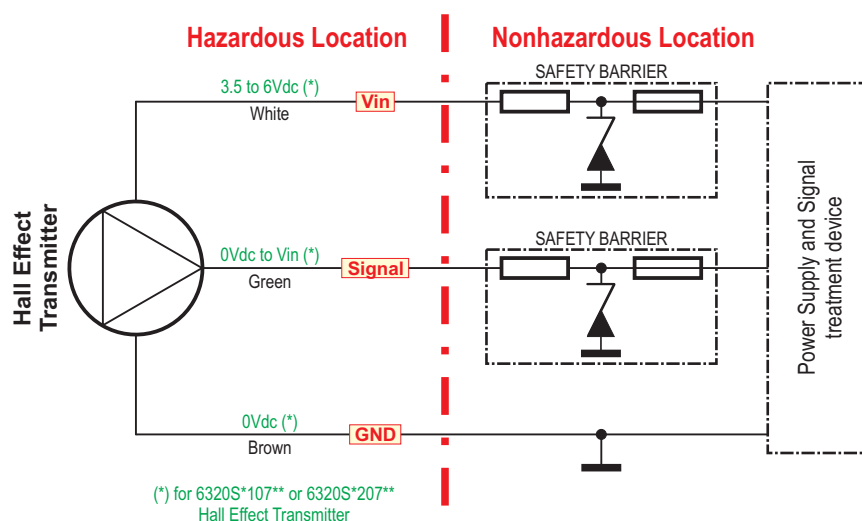 Hazardous Location
Nonhazardous Location
SAFETY BARRIER
3.5 to 6Vdc (*)
Vin
White
Hall Effect
Transmitter
SAFETY BARRIER
0Vdc to Vin (*)
Signal
Green
Power Supply and Signal
treatment device
0Vdc (*)
GND
Brown
(*) for 6320S*107** or 6320S*207**
Hall Effect Transmitter